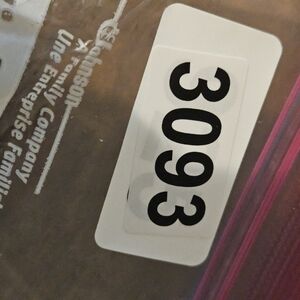 Johnson
A Family Company
Une Entreprise Familiale
3093